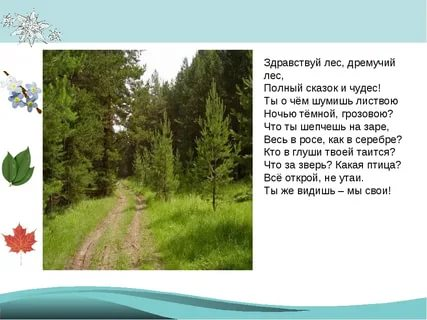 Здравствуй лес, дремучий
лес,
Полный сказок и чудес!
Ты о чём шумишь листвою
Ночью тёмной, грозовою?
Что ты шепчешь на заре,
Весь в росе, как в серебре?
Кто в глуши твоей таится?
Что за зверь? Какая птица?
Всё открой, не утаи.
Ты же видишь – мы свои!